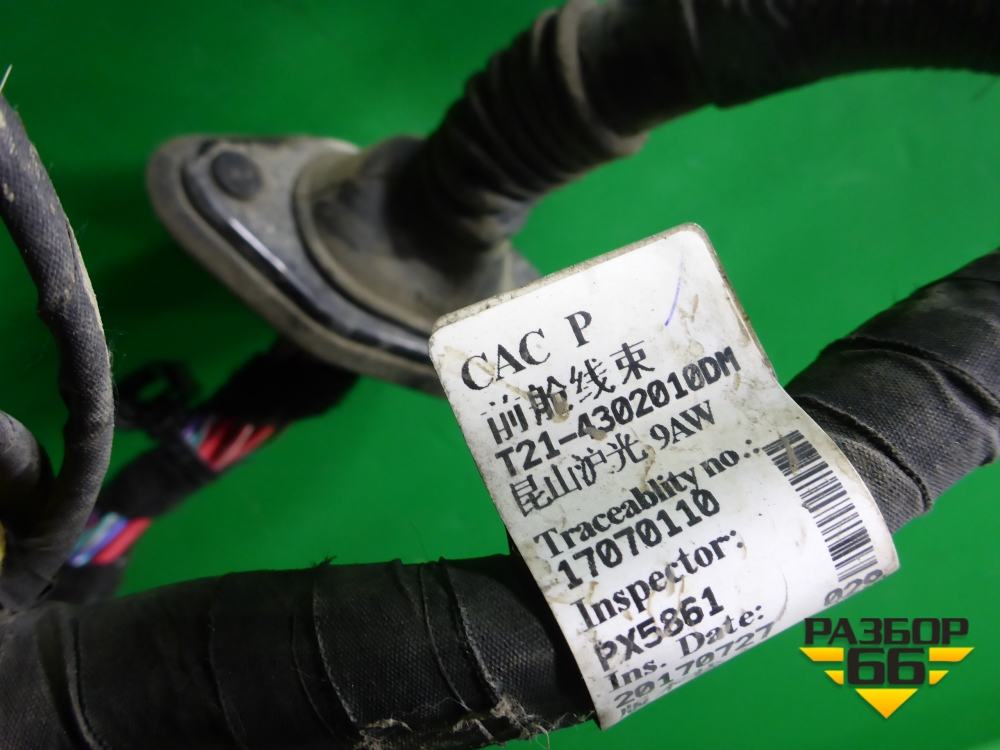 CAC P
前舱线束
T21-4302010DM
昆山沪光 9AW
Traceablity no.:
17070110
Inspector:
PX5861
Ins. Date:
20170727
029
РАЗБОР
66